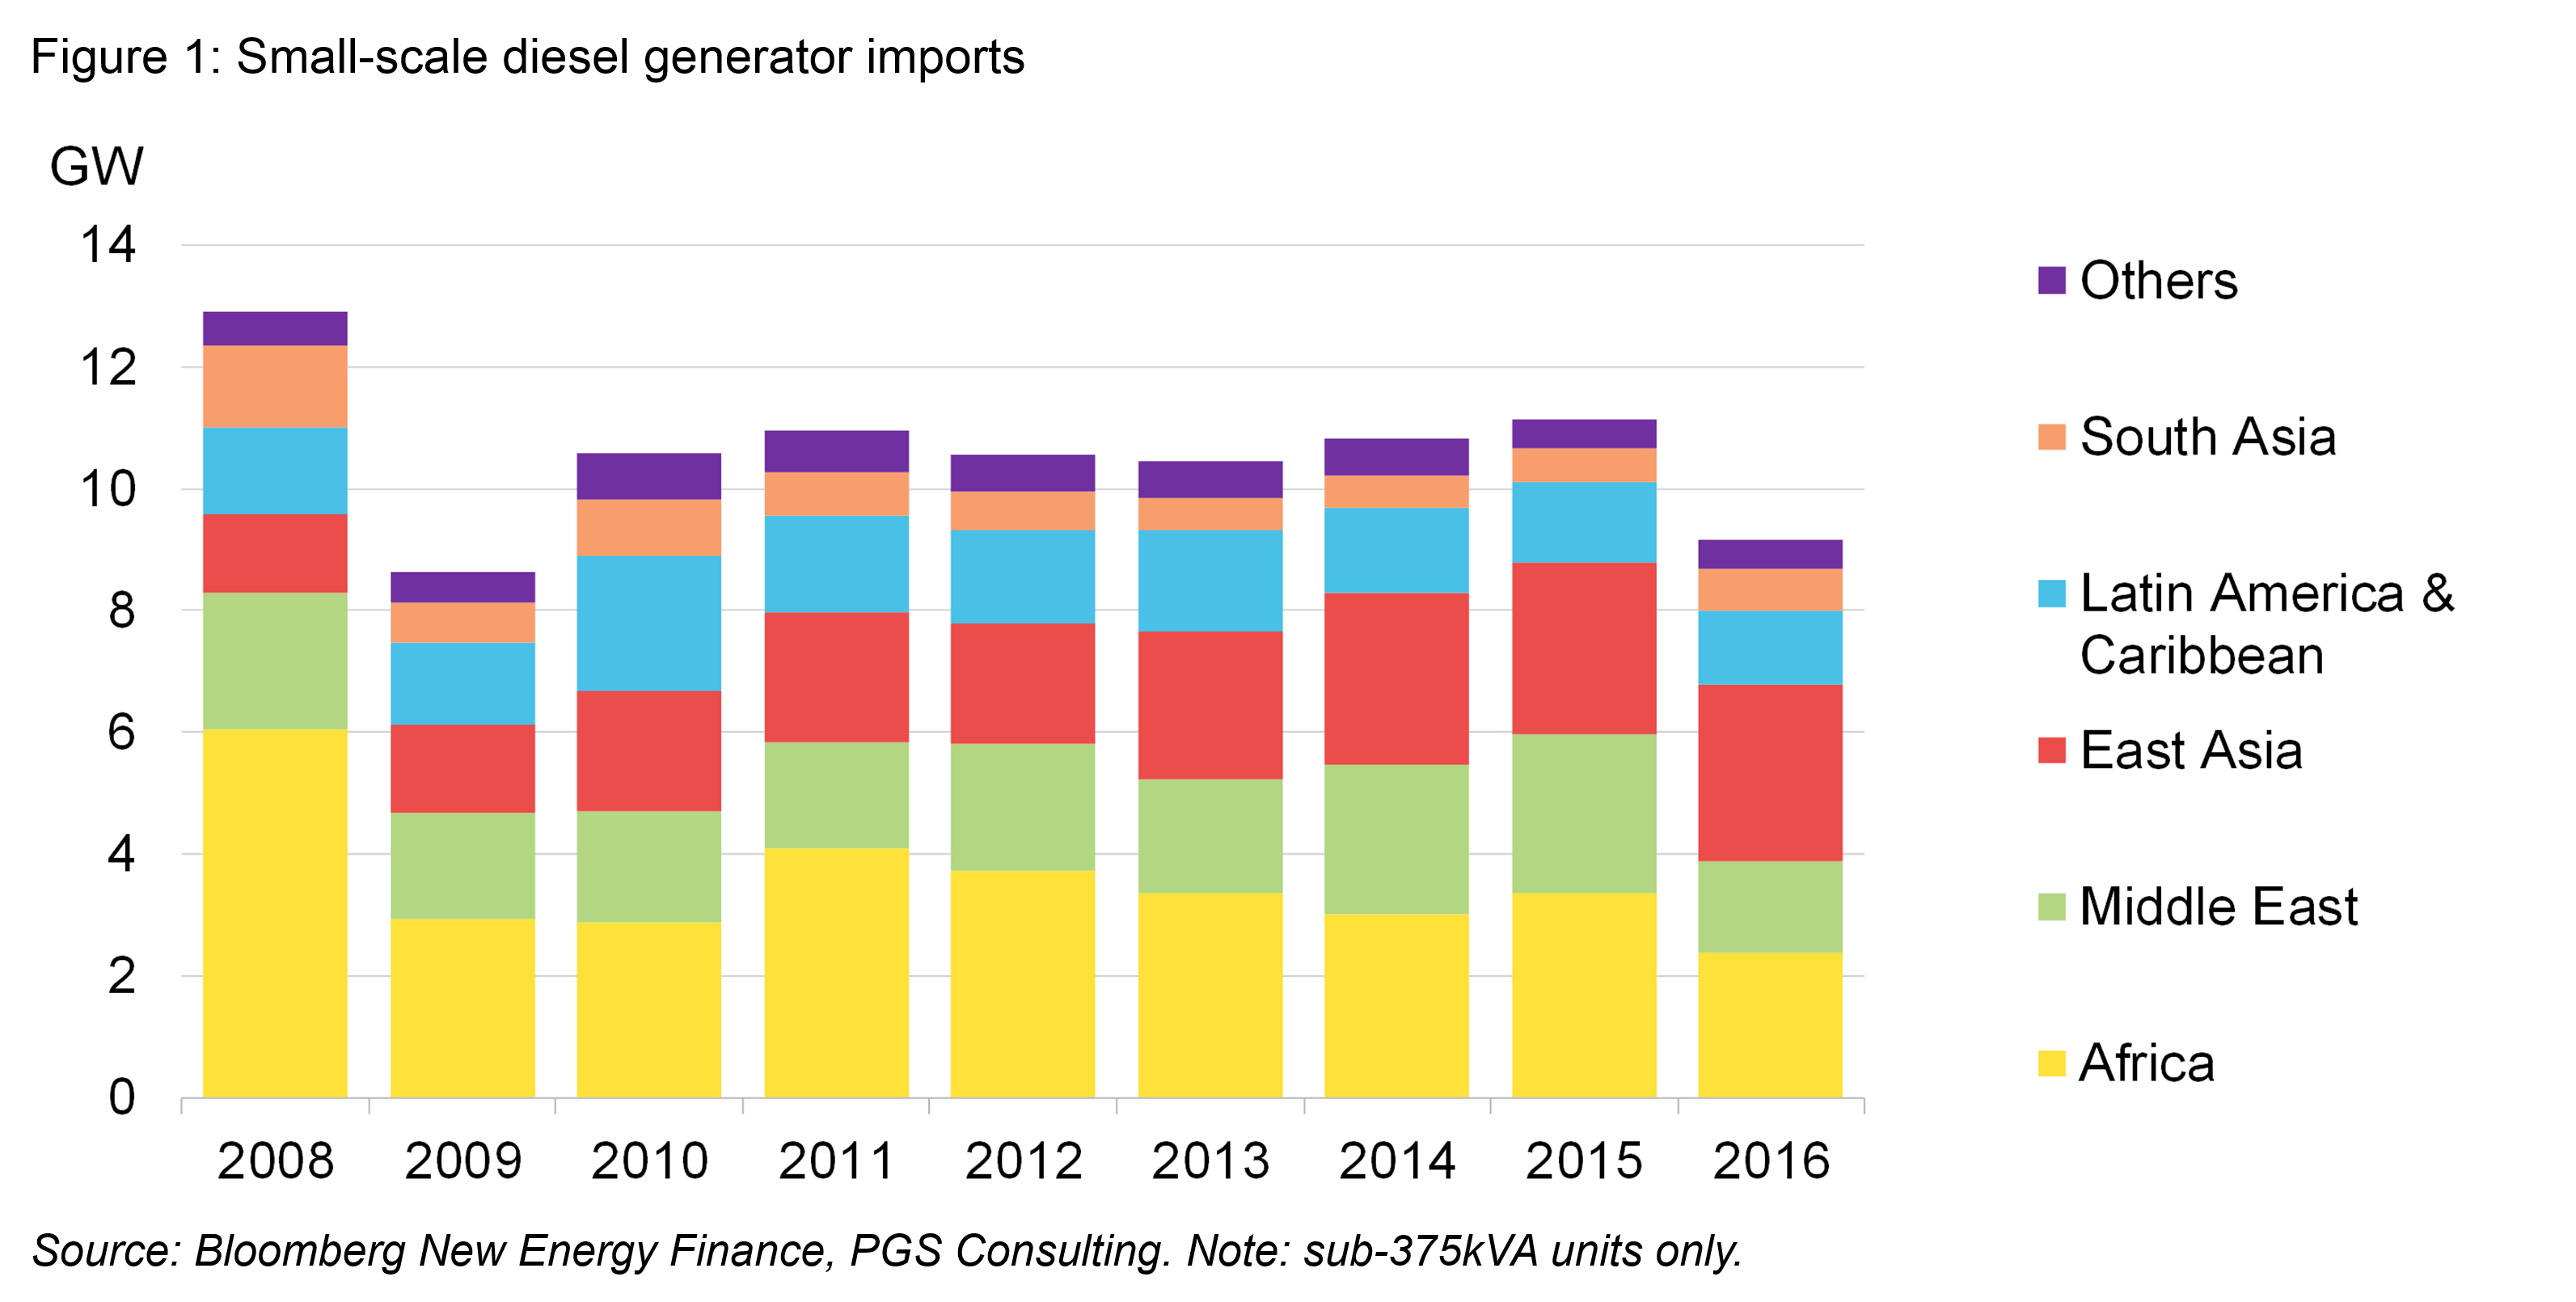 Figure 1: Small-scale diesel generator imports
GW
14
12
10
8
6
4
2
0
2008 2009 2010 2011 2012 2013 2014 2015 2016
Others
South Asia
Latin America &
Caribbean
East Asia
Middle East
Africa
Source: Bloomberg New Energy Finance, PGS Consulting. Note: sub-375kVA units only.